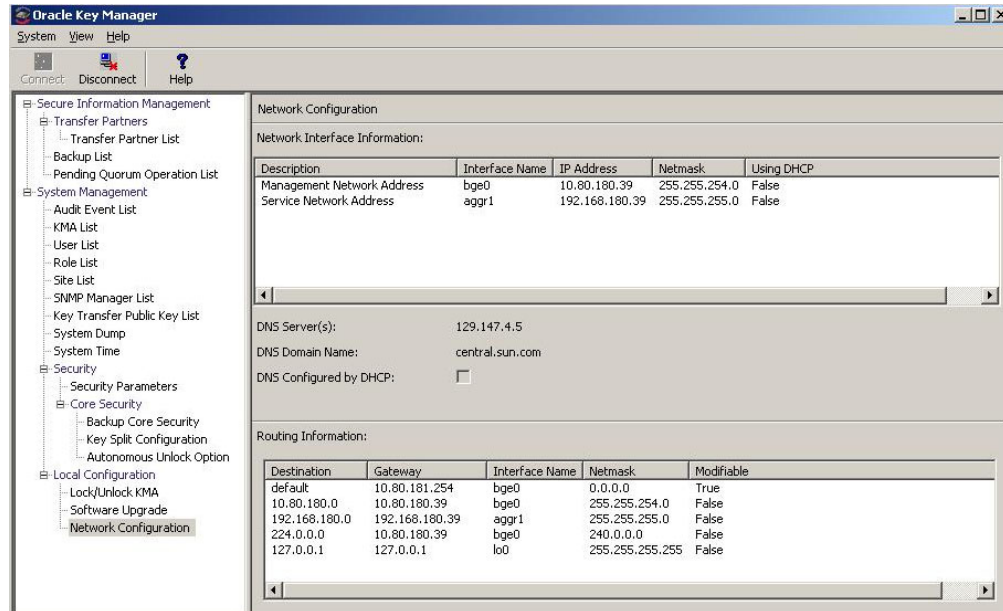 Oracle Key Manager
System View Help
Connect Disconnect Help
Secure Information Management
Transfer Partners
Transfer Partner List
Backup List
Pending Quorum Operation List
System Management
Audit Event List
KMA List
User List
Role List
Site List
SNMP Manager List
Key Transfer Public Key List
System Dump
System Time
Security
Security Parameters
Core Security
Backup Core Security
Key Split Configuration
Autonomous Unlock Option
Local Configuration
Lock/Unlock KMA
Software Upgrade
Network Configuration
Network Configuration
Network Interface Information:
Description Interface Name IP Address Netmask Using DHCP
Management Network Address bge0 10.80.180.39 255.255.254.0 False
Service Network Address aggr1 192.168.180.39 255.255.255.0 False
DNS Server(s): 129.147.4.5
DNS Domain Name: central.sun.com
DNS Configured by DHCP:
Routing Information:
Destination Gateway Interface Name Netmask Modifiable
default 10.80.181.254 bge0 0.0.0.0 True
10.80.180.0 10.80.180.39 bge0 255.255.254.0 False
192.168.180.0 192.168.180.39 aggr1 255.255.255.0 False
224.0.0.0 10.80.180.39 bge0 240.0.0.0 False
127.0.0.1 127.0.0.1 lo0 255.255.255.255 False